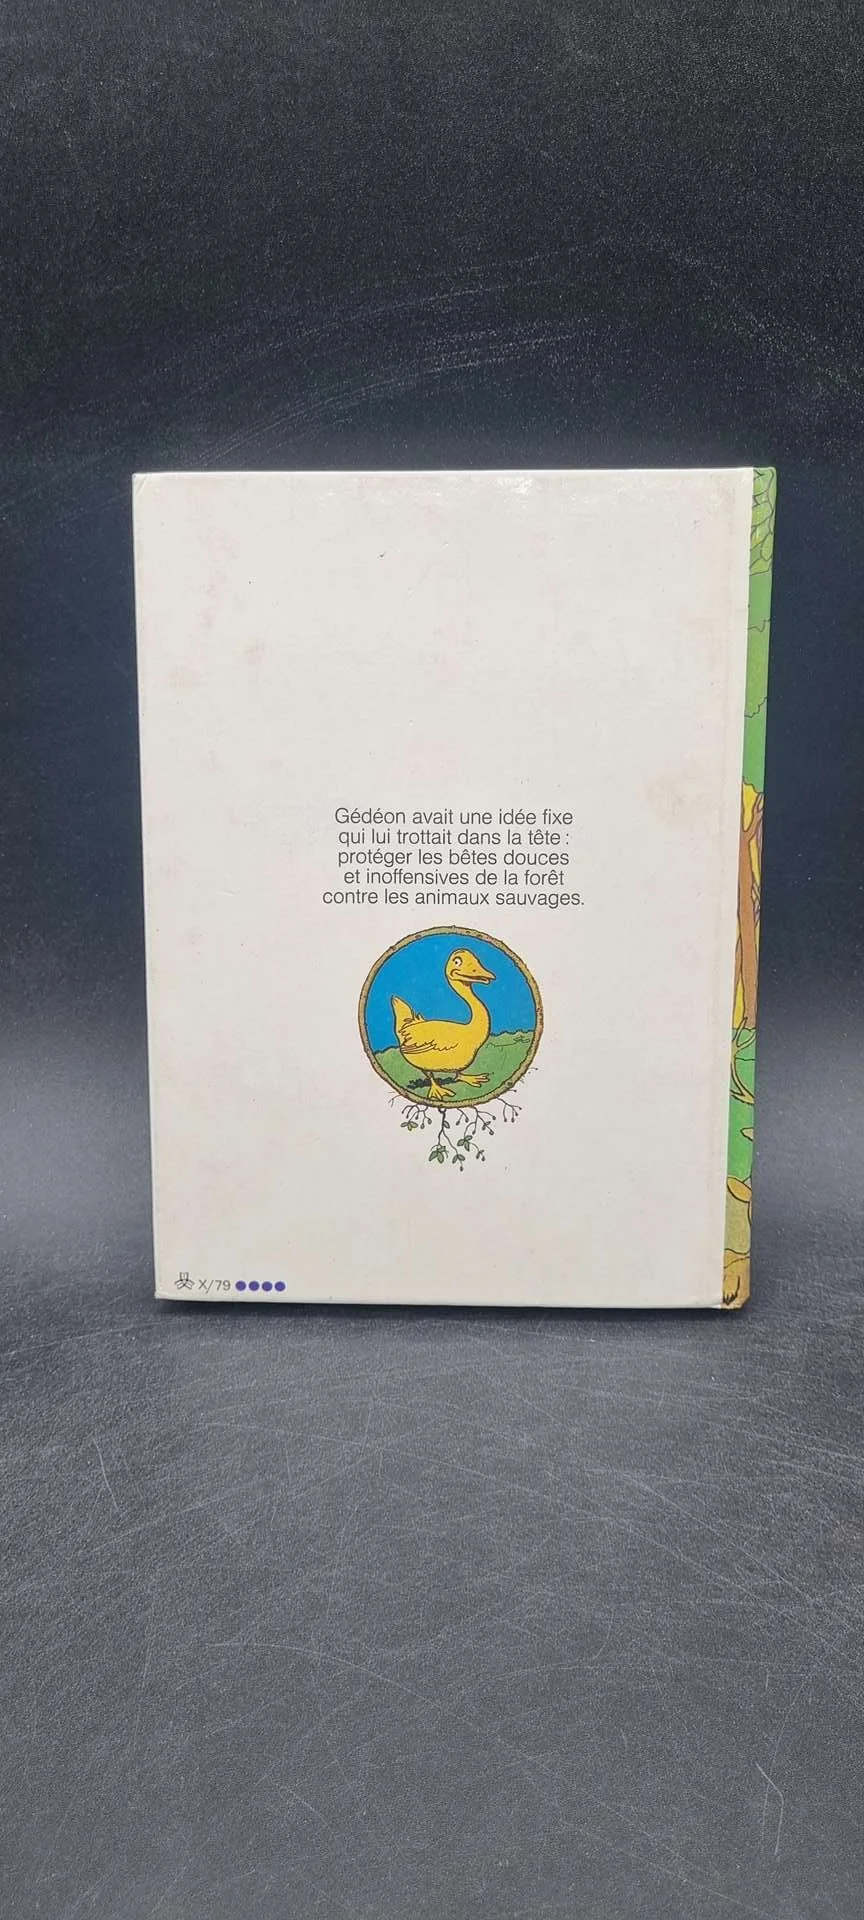 Gédéon avait une idée fixe
qui lui trottait dans la tête :
protéger les bêtes douces
et inoffensives de la forêt
contre les animaux sauvages.
X/79